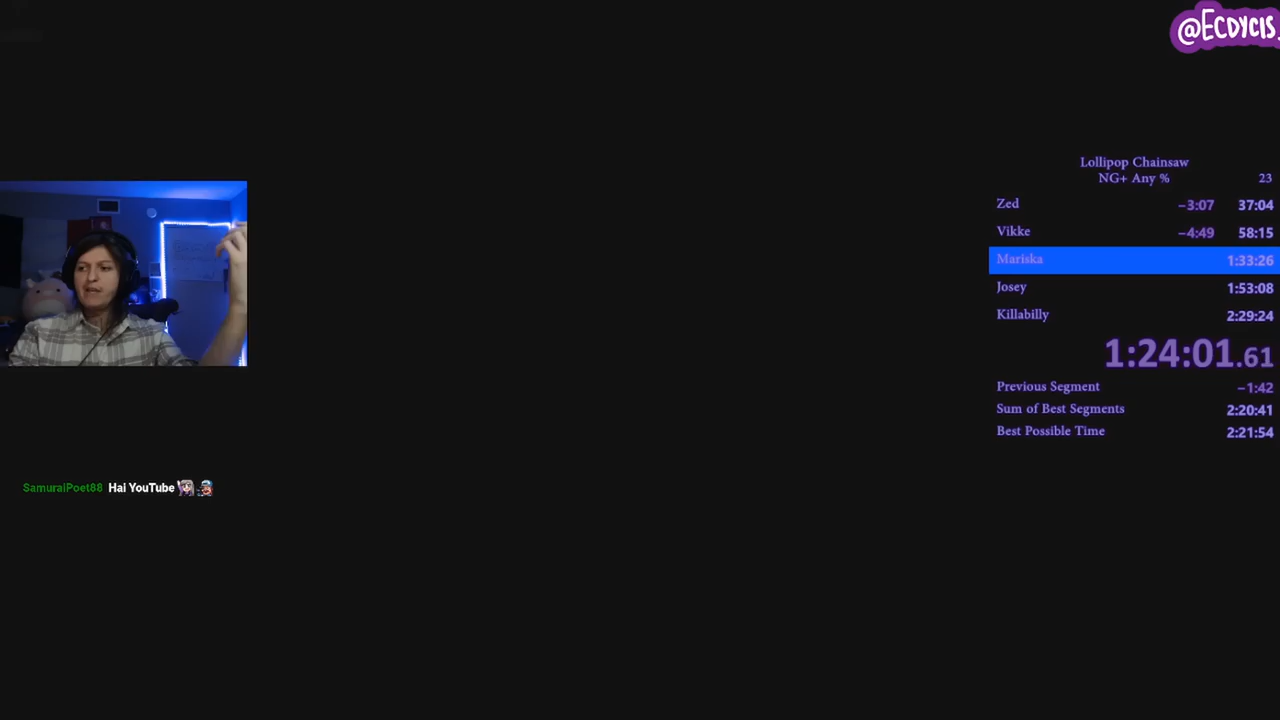 @ECDYCIS_
Lollipop Chainsaw
NG+ Any % 23
Zed −3:07 37:04
Vikke −4:49 58:15
Mariska 1:33:26
Josey 1:53:08
Killabilly 2:29:24
1:24:01.61
Previous Segment −1:42
Sum of Best Segments 2:20:41
Best Possible Time 2:21:54
SamuraiPoet88 Hai YouTube